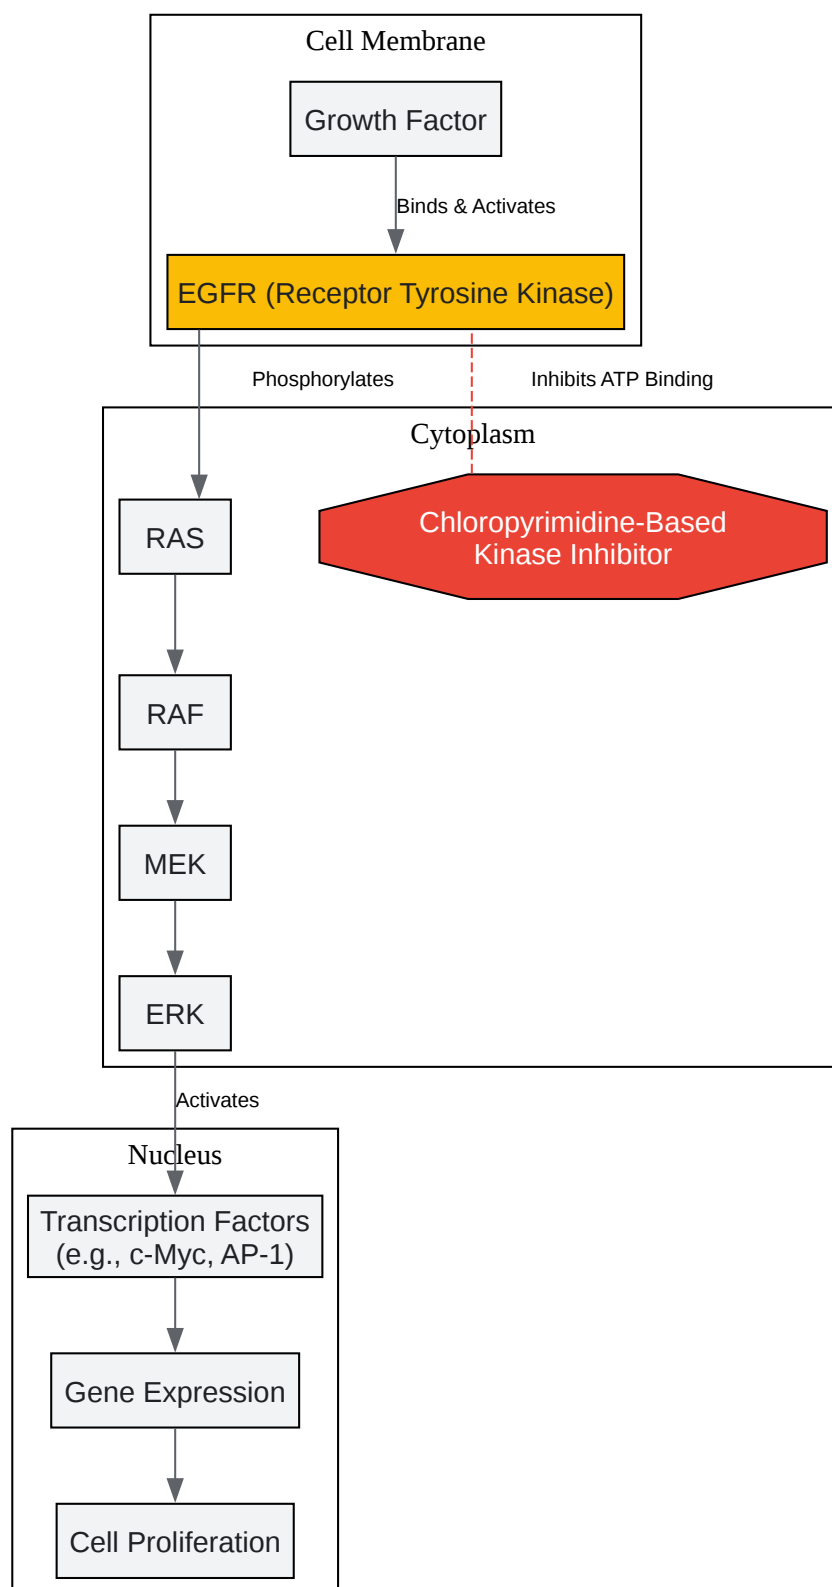 Cell Membrane
Growth Factor
Binds & Activates
EGFR (Receptor Tyrosine Kinase)
Phosphorylates
Inhibits ATP Binding
Cytoplasm
RAS
Chloropyrimidine-Based
Kinase Inhibitor
RAF
MEK
ERK
Activates
Nucleus
Transcription Factors
(e.g., c-Myc, AP-1)
Gene Expression
Cell Proliferation